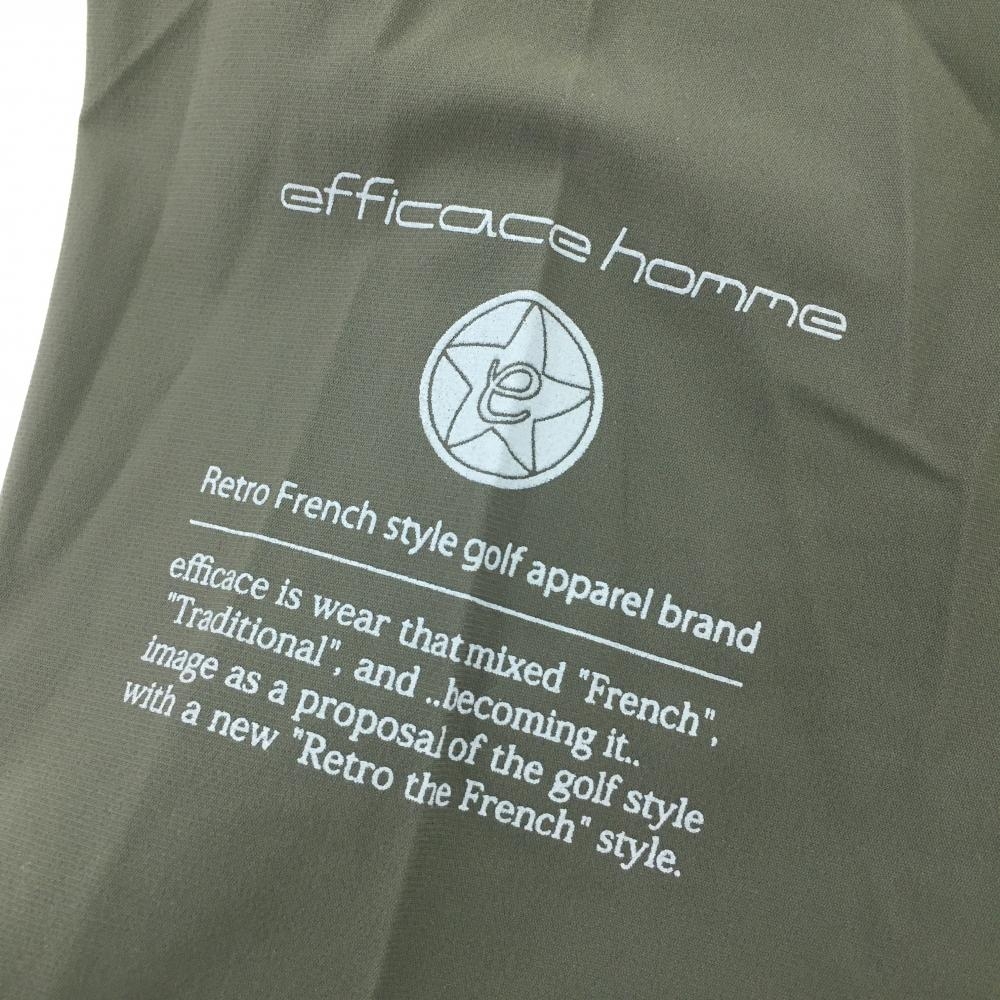 efficace homme
e
Retro French style golf apparel brand
efficace is wear that mixed "French",
"Traditional", and ..becoming it..
image as a proposal of the golf style
with a new "Retro the French" style.